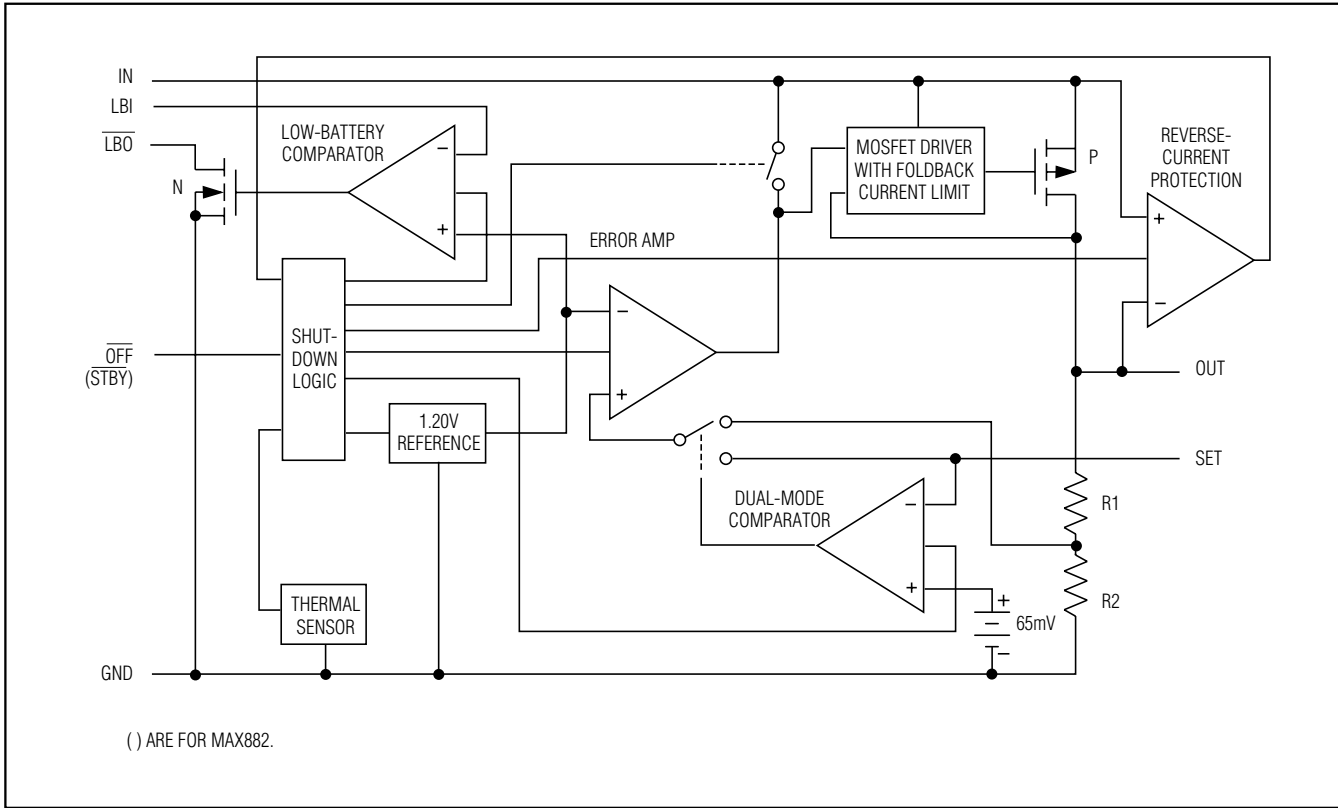 IN
LBI
LBO
LOW-BATTERY
COMPARATOR
−
+
N
MOSFET DRIVER
WITH FOLDBACK
CURRENT LIMIT
P
REVERSE-
CURRENT
PROTECTION
+
−
ERROR AMP
−
+
SHUT-
DOWN
LOGIC
OFF
(STBY)
OUT
1.20V
REFERENCE
SET
DUAL-MODE
COMPARATOR
−
+
R1
R2
+
−
65mV
THERMAL
SENSOR
GND
( ) ARE FOR MAX882.